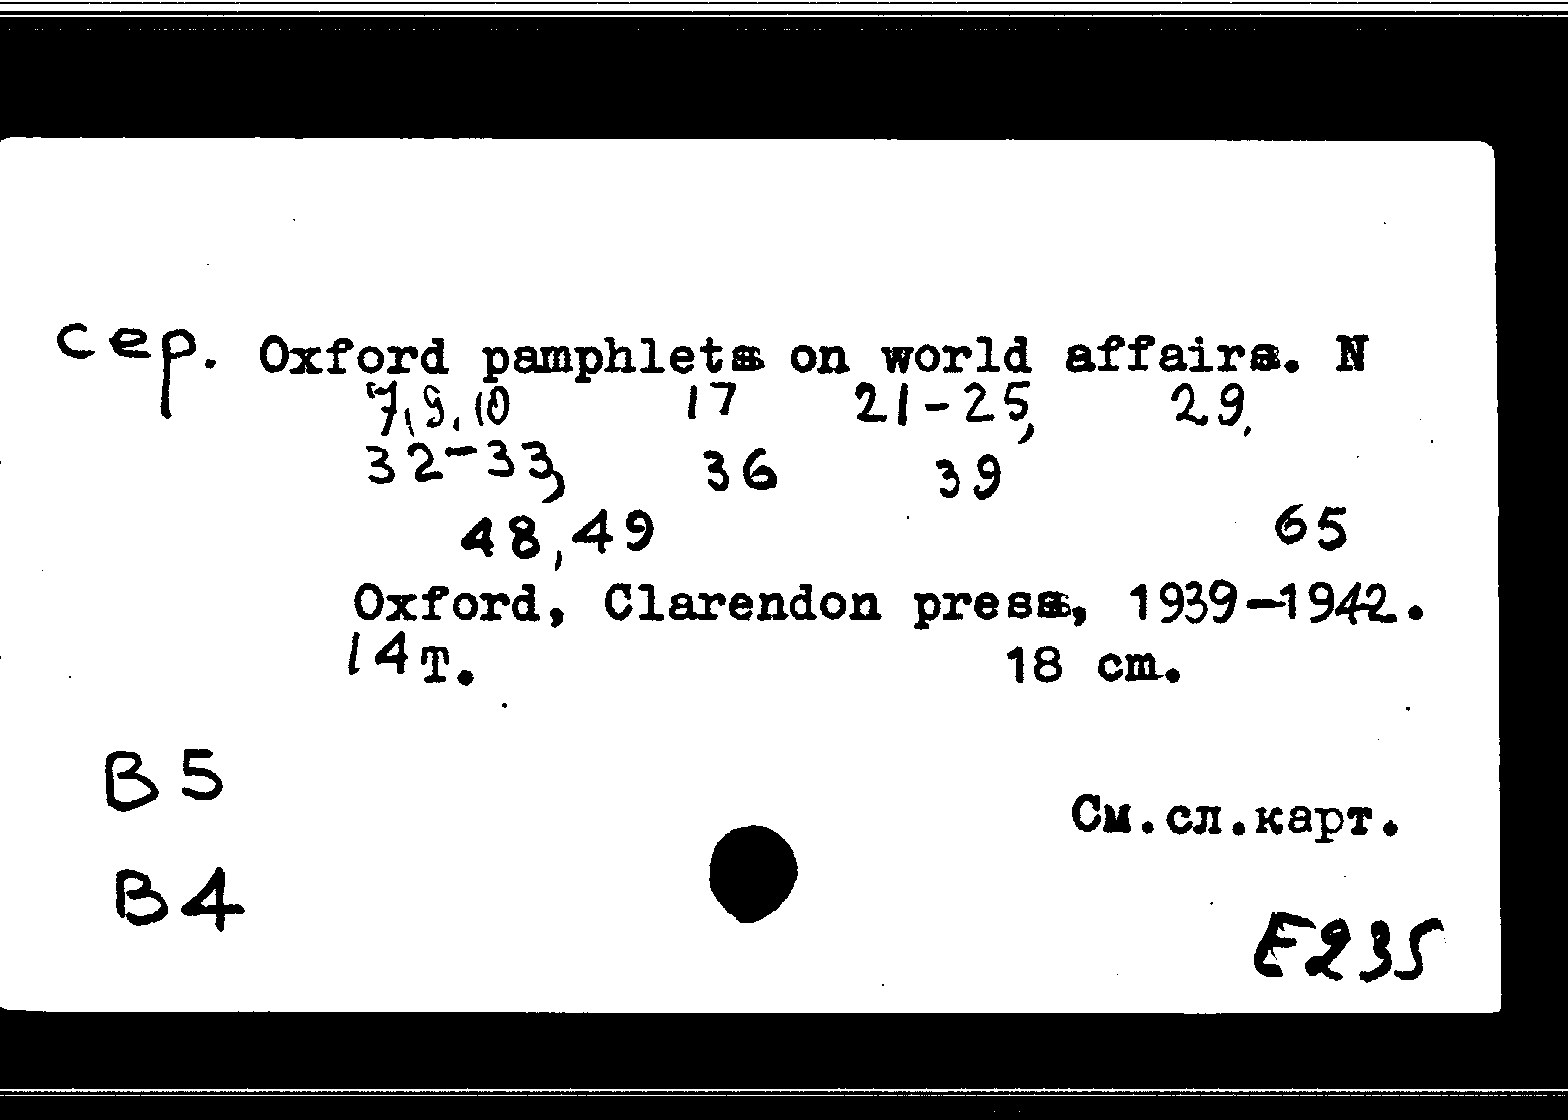 сер. Oxford pamphlets on world affairs. N
7,9,10 17 21-25, 29,
32-33, 36 39
48,49 65
Oxford, Clarendon press, 1939-1942.
14 т. 18 cm.
B5
См.сл.карт.
B4
E235